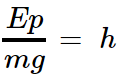 Ep/mg = h